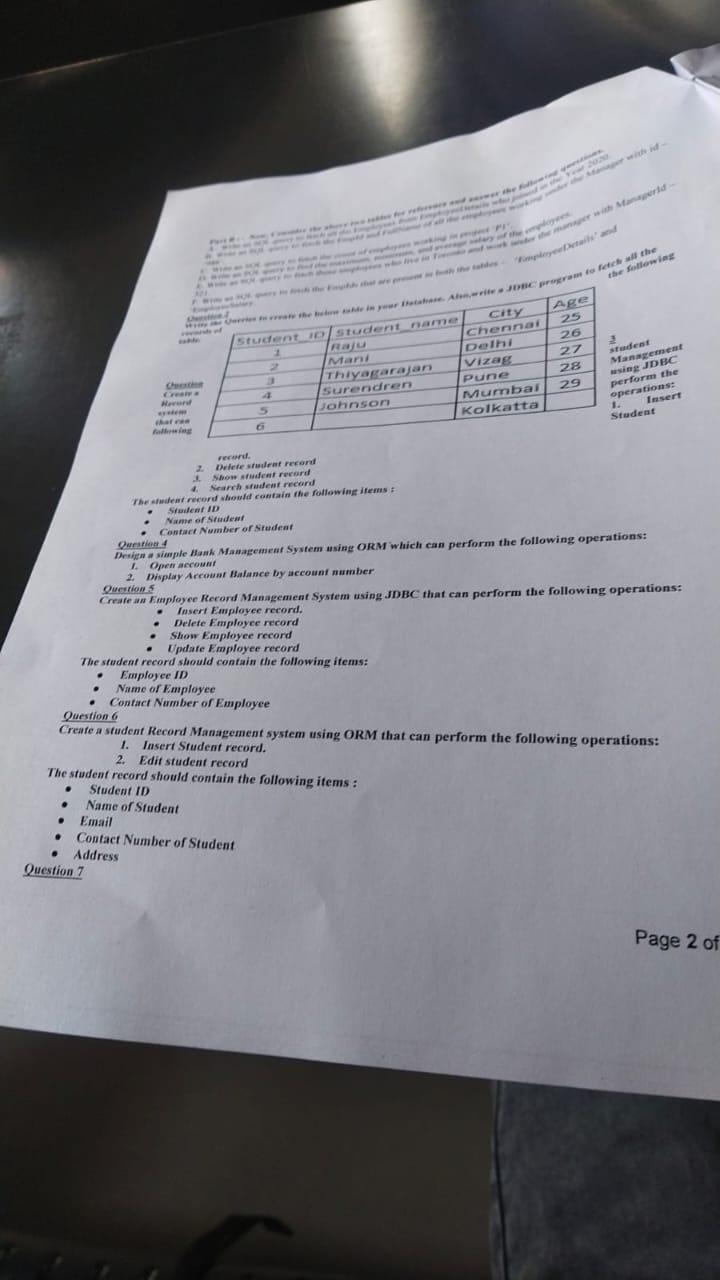 Part B : Now, Consider the above two tables for reference and answer the following questions.
A. Write an SQL query to fetch all the Employees from EmployeeDetails who joined in the Year 2020.
B. Write an SQL query to fetch the EmpId and FullName of all the employees working under the Manager with id –
C. Write an SQL query to fetch the count of employees working in project 'P1'.
D. Write an SQL query to find the maximum, minimum, and average salary of the employees.
E. Write an SQL query to fetch those employees who live in Toronto and work under the manager with ManagerId –
321.
F. Write an SQL query to fetch the EmpIds that are present in both the tables – 'EmployeeDetails' and
'EmployeeSalary
Question 2
Write the Queries to create the below table in your Database. Also,write a JDBC program to fetch all the
records of the following
table.
Student_ID Student_name City Age
1 Raju Chennai 25
2 Mani Delhi 26
3 Thiyagarajan Vizag 27
4 Surendren Pune 28
5 Johnson Mumbai 29
6 Kolkatta
Question 3
Create a student
Record Management
system using JDBC
that can perform the
following operations:
1. Insert
Student
record.
2. Delete student record
3. Show student record
4. Search student record
The student record should contain the following items :
• Student ID
• Name of Student
• Contact Number of Student
Question 4
Design a simple Bank Management System using ORM which can perform the following operations:
1. Open account
2. Display Account Balance by account number
Question 5
Create an Employee Record Management System using JDBC that can perform the following operations:
• Insert Employee record.
• Delete Employee record
• Show Employee record
• Update Employee record
The student record should contain the following items:
• Employee ID
• Name of Employee
• Contact Number of Employee
Question 6
Create a student Record Management system using ORM that can perform the following operations:
1. Insert Student record.
2. Edit student record
The student record should contain the following items :
• Student ID
• Name of Student
• Email
• Contact Number of Student
• Address
Question 7
Page 2 of